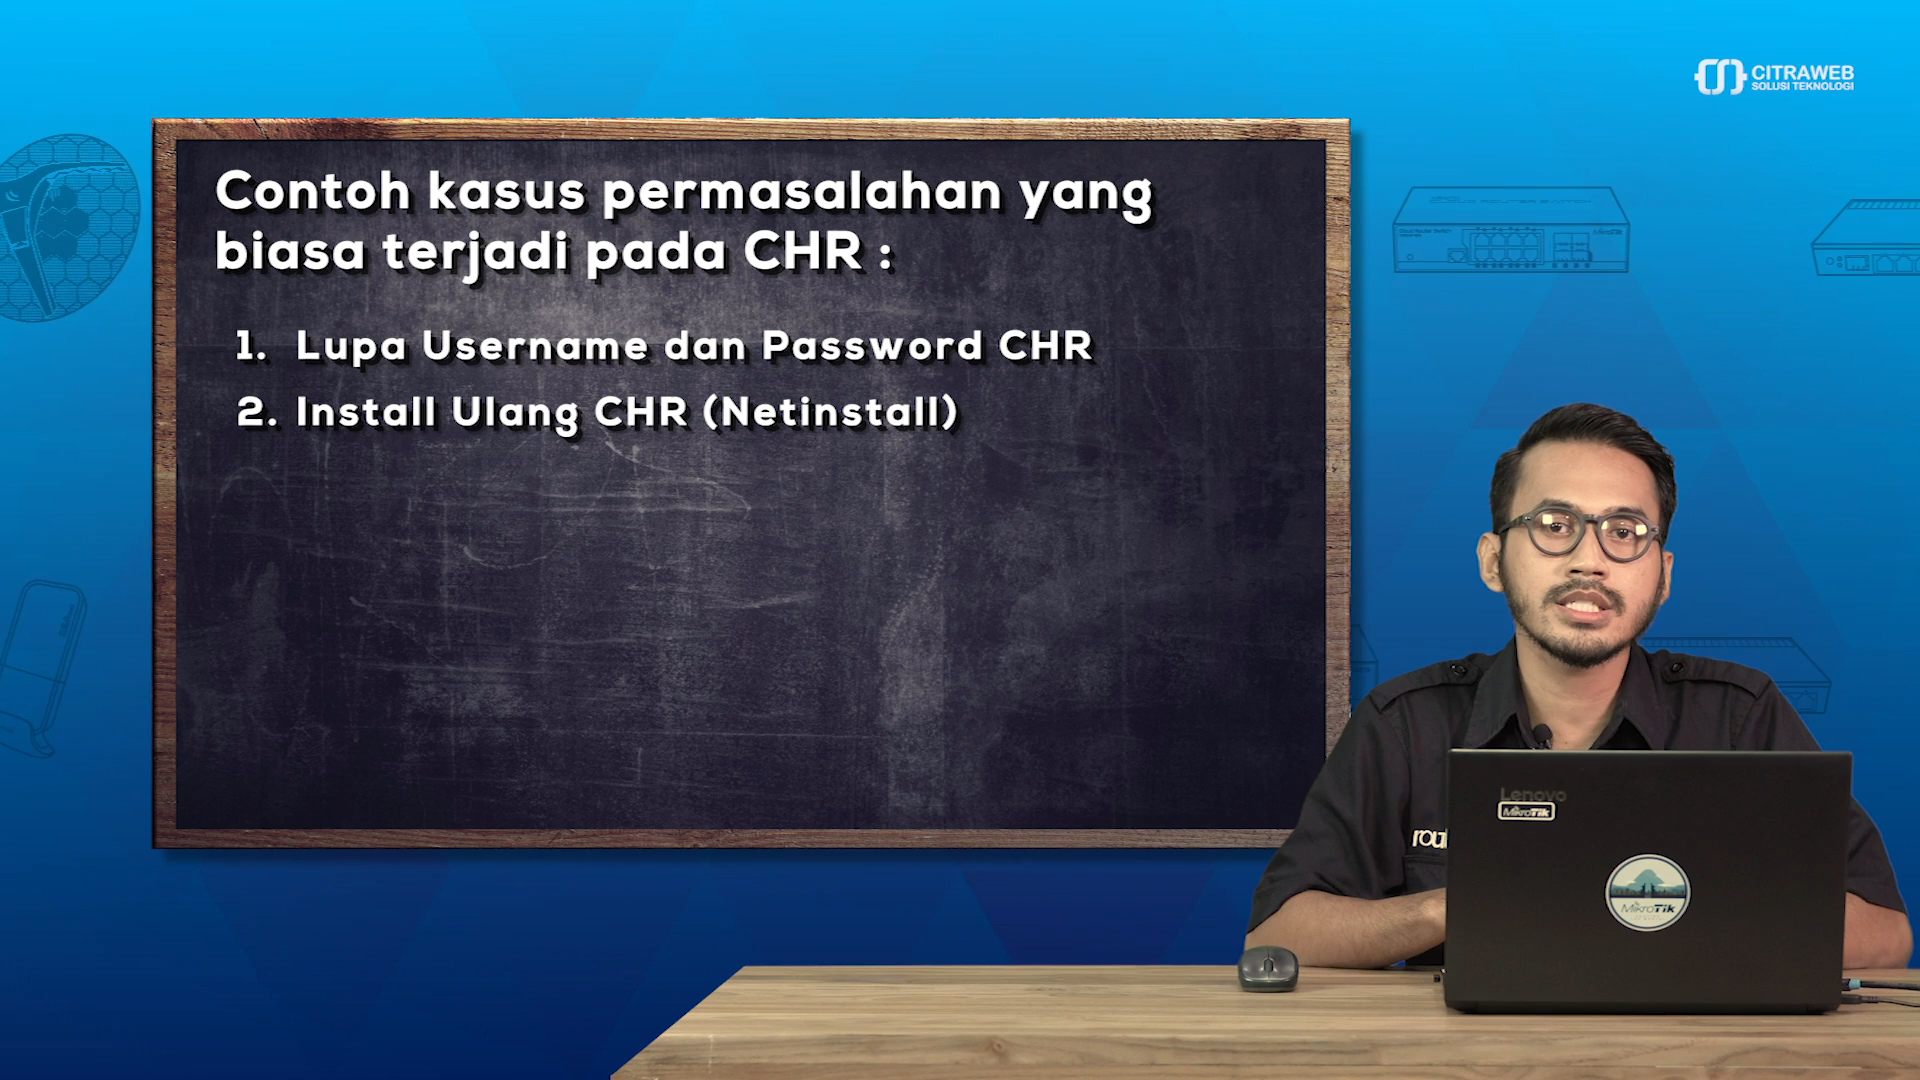 CITRAWEB
SOLUSI TEKNOLOGI
Contoh kasus permasalahan yang
biasa terjadi pada CHR :
1. Lupa Username dan Password CHR
2. Install Ulang CHR (Netinstall)
Lenovo
MikroTik
rout
MikroTik